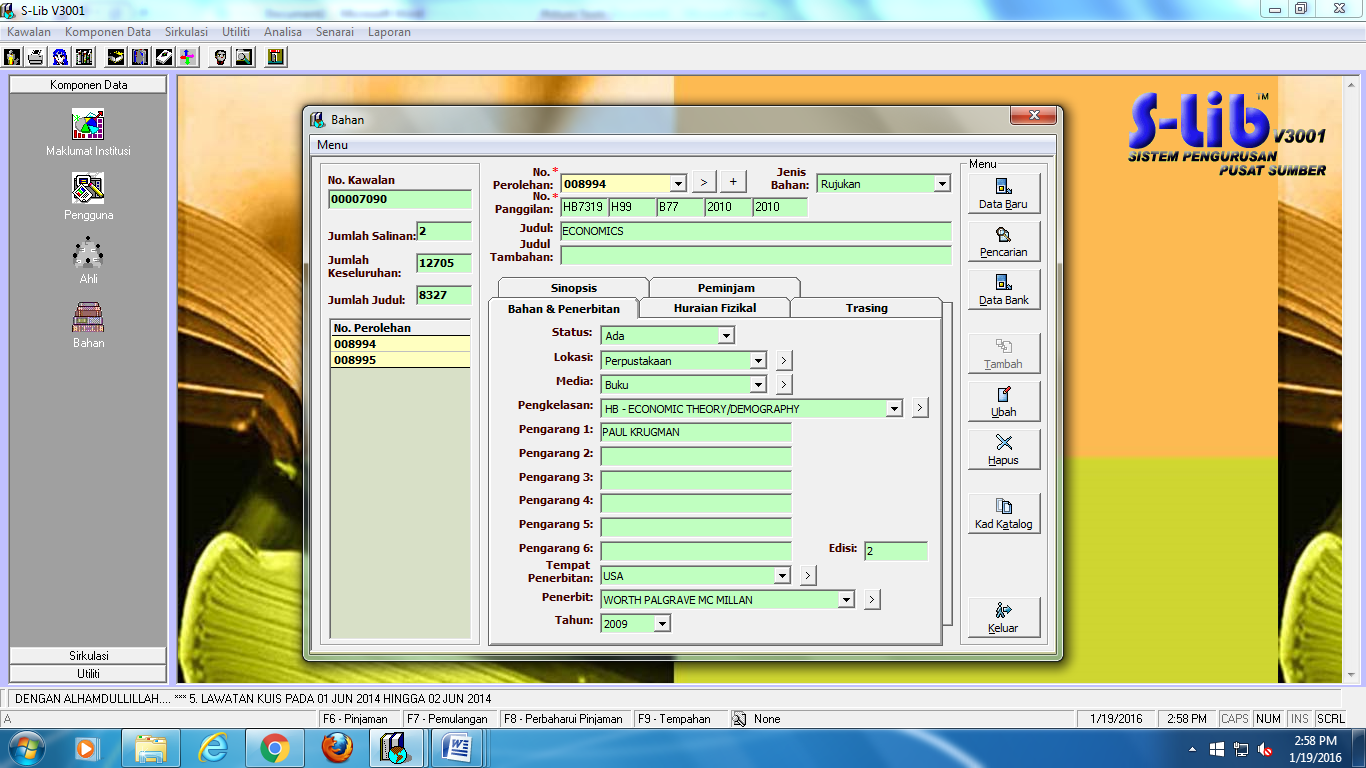 S-Lib V3001
Kawalan Komponen Data Sirkulasi Utiliti Analisa Senarai Laporan
Komponen Data
Maklumat Institusi
Pengguna
Ahli
Bahan
Sirkulasi
Utiliti
S-Lib TM V3001
SISTEM PENGURUSAN
PUSAT SUMBER
Bahan
Menu
No. Kawalan
00007090
Jumlah Salinan: 2
Jumlah Keseluruhan: 12705
Jumlah Judul: 8327
No. Perolehan
008994
008995
No. * Perolehan: 008994 > +
Jenis Bahan: Rujukan
No. * Panggilan: HB7319 H99 B77 2010 2010
Judul: ECONOMICS
Judul Tambahan:
Sinopsis Peminjam
Bahan & Penerbitan Huraian Fizikal Trasing
Status: Ada
Lokasi: Perpustakaan >
Media: Buku >
Pengkelasan: HB - ECONOMIC THEORY/DEMOGRAPHY >
Pengarang 1: PAUL KRUGMAN
Pengarang 2:
Pengarang 3:
Pengarang 4:
Pengarang 5:
Pengarang 6:
Edisi: 2
Tempat Penerbitan: USA >
Penerbit: WORTH PALGRAVE MC MILLAN >
Tahun: 2009
Menu
Data Baru
Pencarian
Data Bank
Tambah
Ubah
Hapus
Kad Katalog
Keluar
DENGAN ALHAMDULLILLAH.... *** 5. LAWATAN KUIS PADA 01 JUN 2014 HINGGA 02 JUN 2014
A F6 - Pinjaman F7 - Pemulangan F8 - Perbaharui Pinjaman F9 - Tempahan None 1/19/2016 2:58 PM CAPS NUM INS SCRL
2:58 PM
1/19/2016